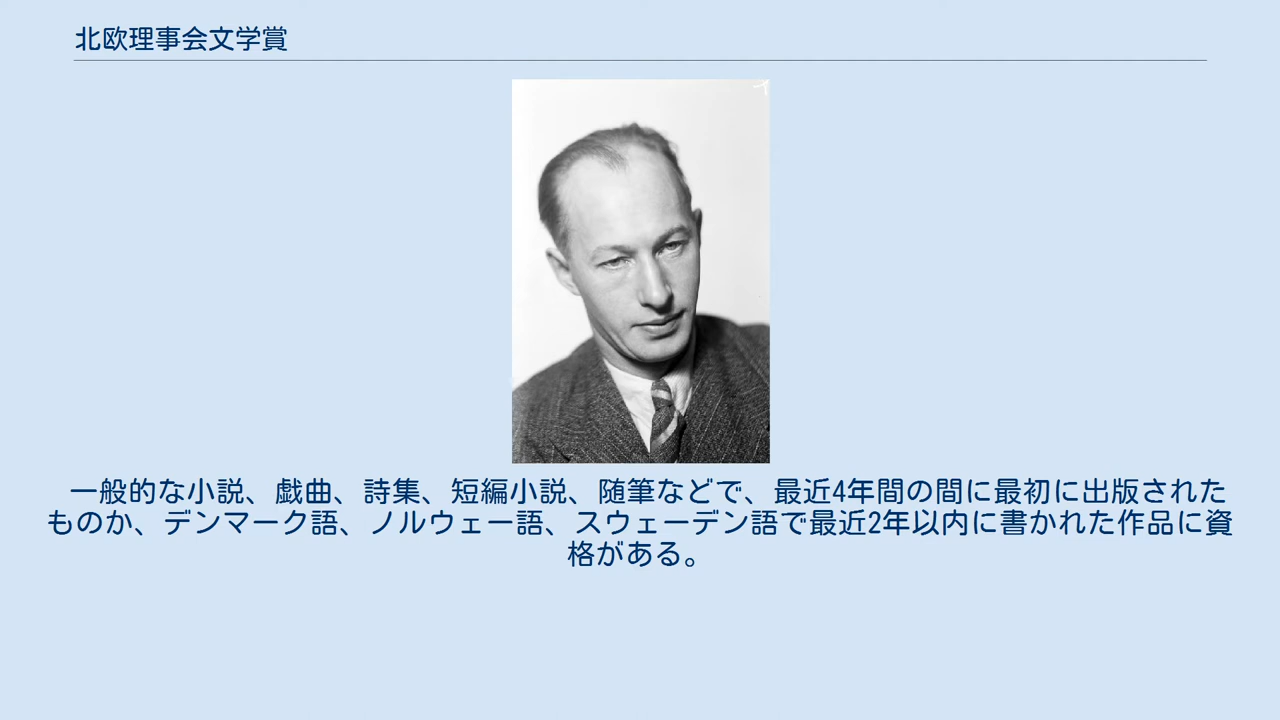 北欧理事会文学賞
一般的な小説、戯曲、詩集、短編小説、随筆などで、最近4年間の間に最初に出版された
ものか、デンマーク語、ノルウェー語、スウェーデン語で最近2年以内に書かれた作品に資
格がある。